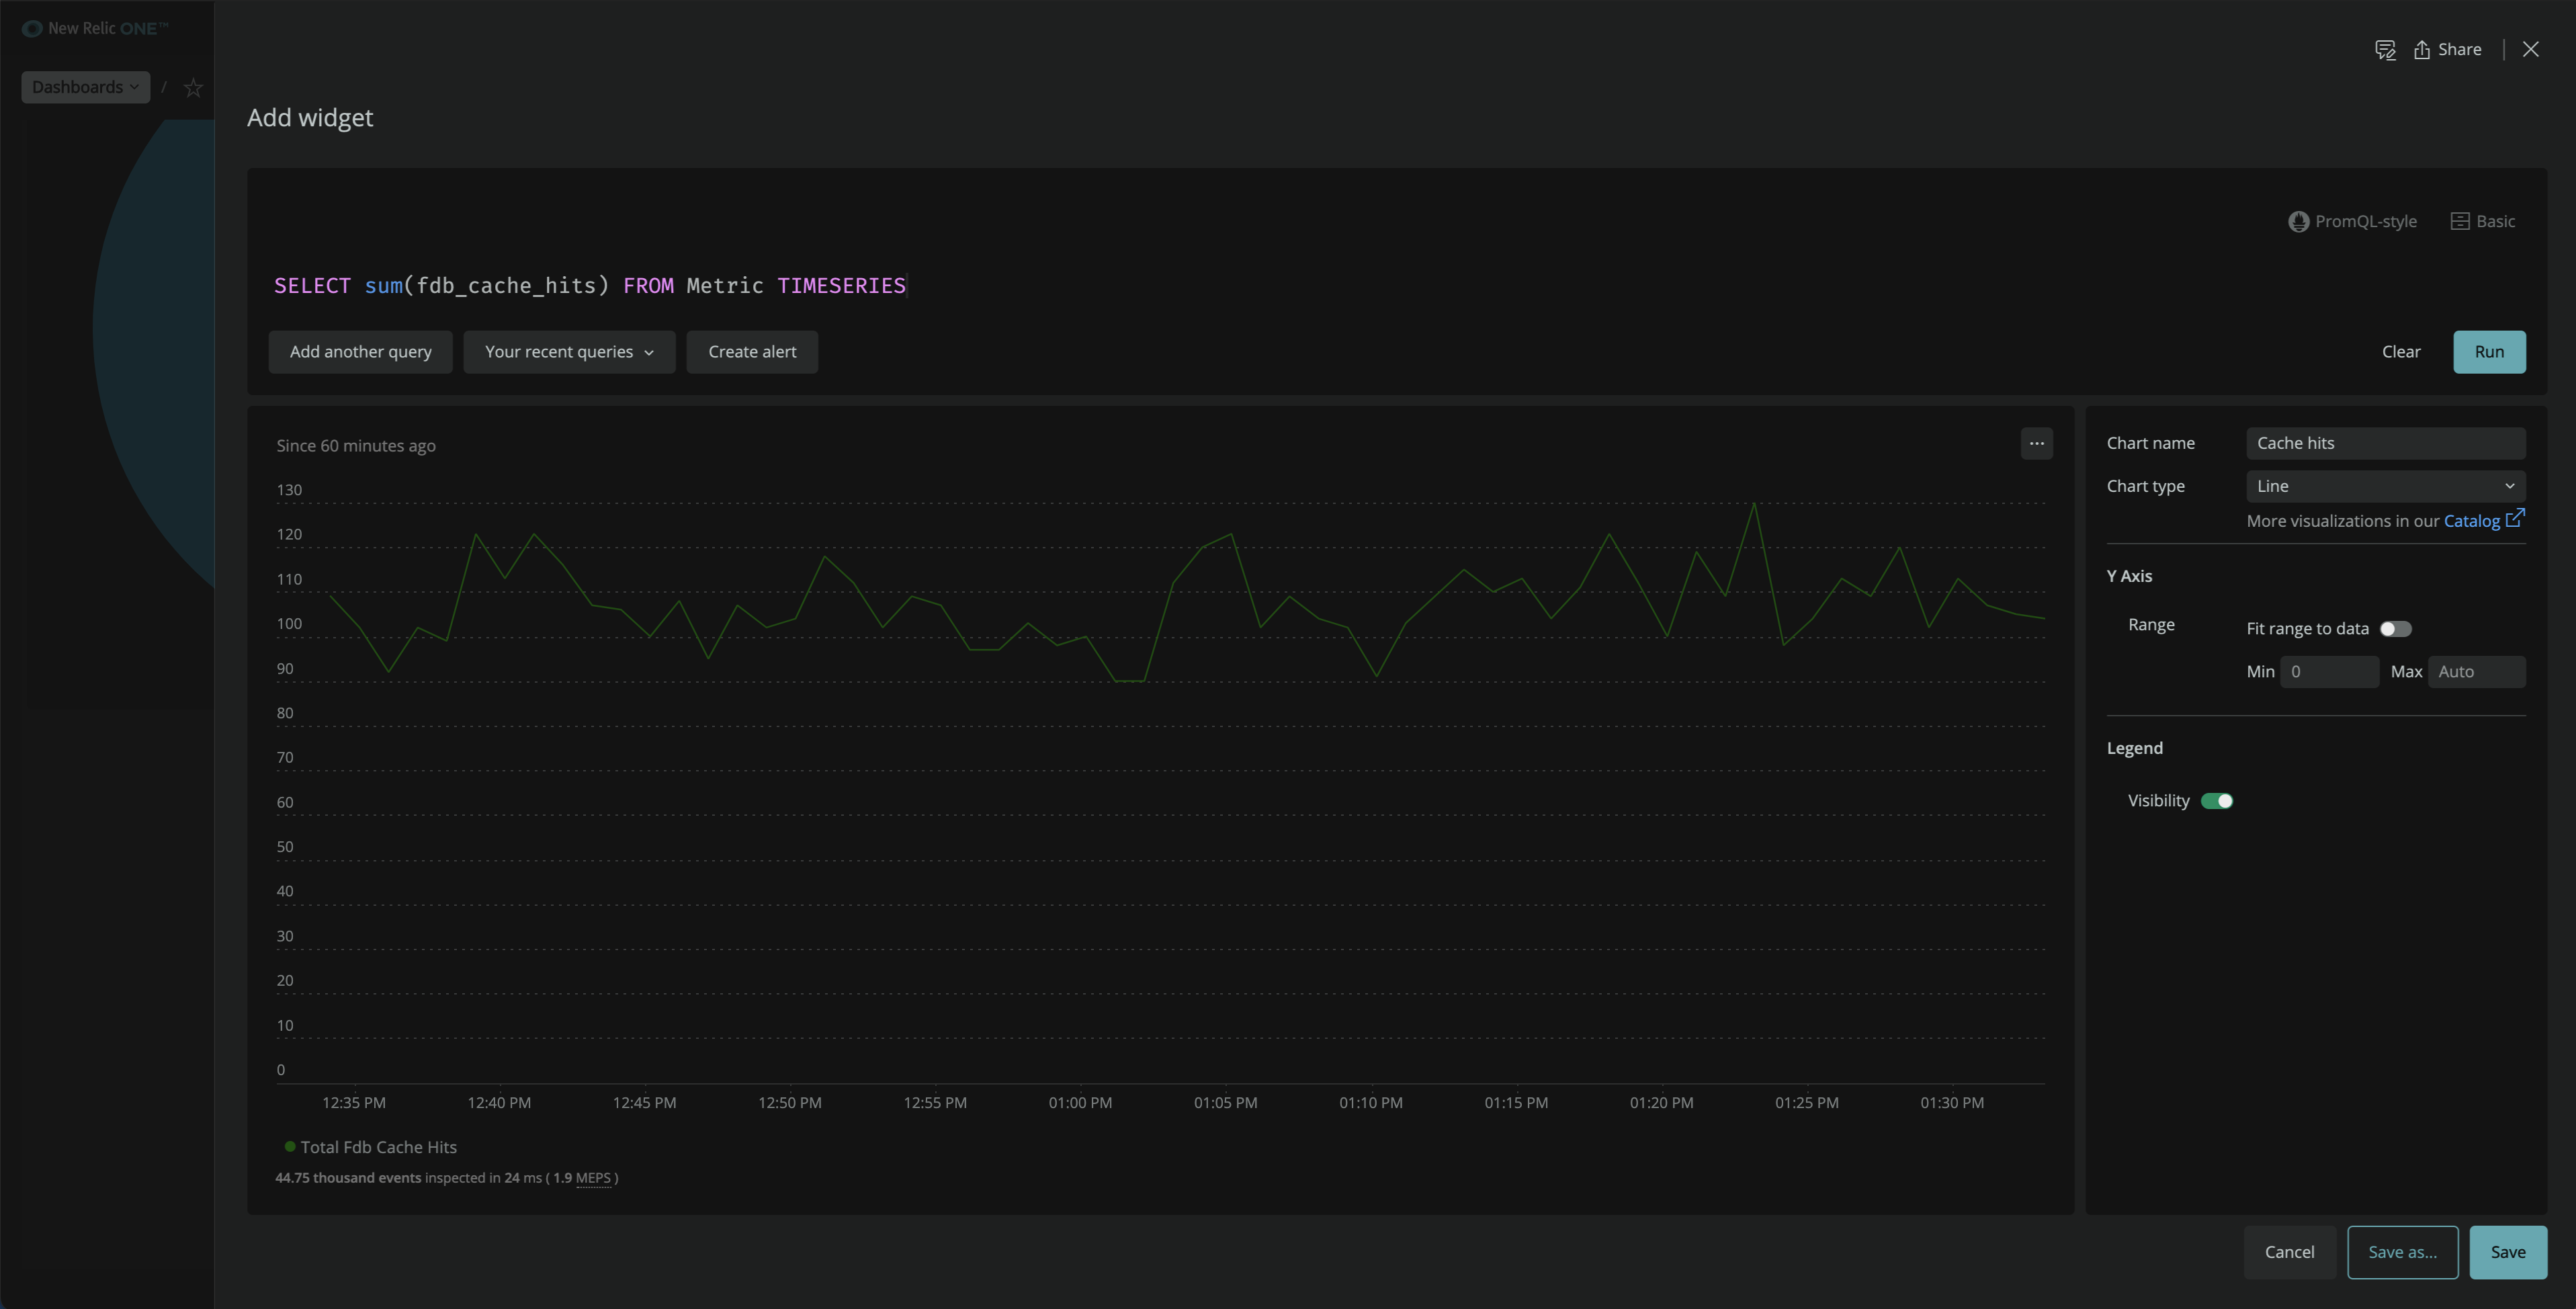 New Relic ONE™
Share
Dashboards /
Add widget
PromQL-style Basic
SELECT sum(fdb_cache_hits) FROM Metric TIMESERIES
Add another query Your recent queries Create alert Clear Run
Since 60 minutes ago ...
130
120
110
100
90
80
70
60
50
40
30
20
10
0
12:35 PM 12:40 PM 12:45 PM 12:50 PM 12:55 PM 01:00 PM 01:05 PM 01:10 PM 01:15 PM 01:20 PM 01:25 PM 01:30 PM
Total Fdb Cache Hits
44.75 thousand events inspected in 24 ms ( 1.9 MEPS )
Chart name Cache hits
Chart type Line
More visualizations in our Catalog
Y Axis
Range Fit range to data
Min 0 Max Auto
Legend
Visibility
Cancel Save as... Save